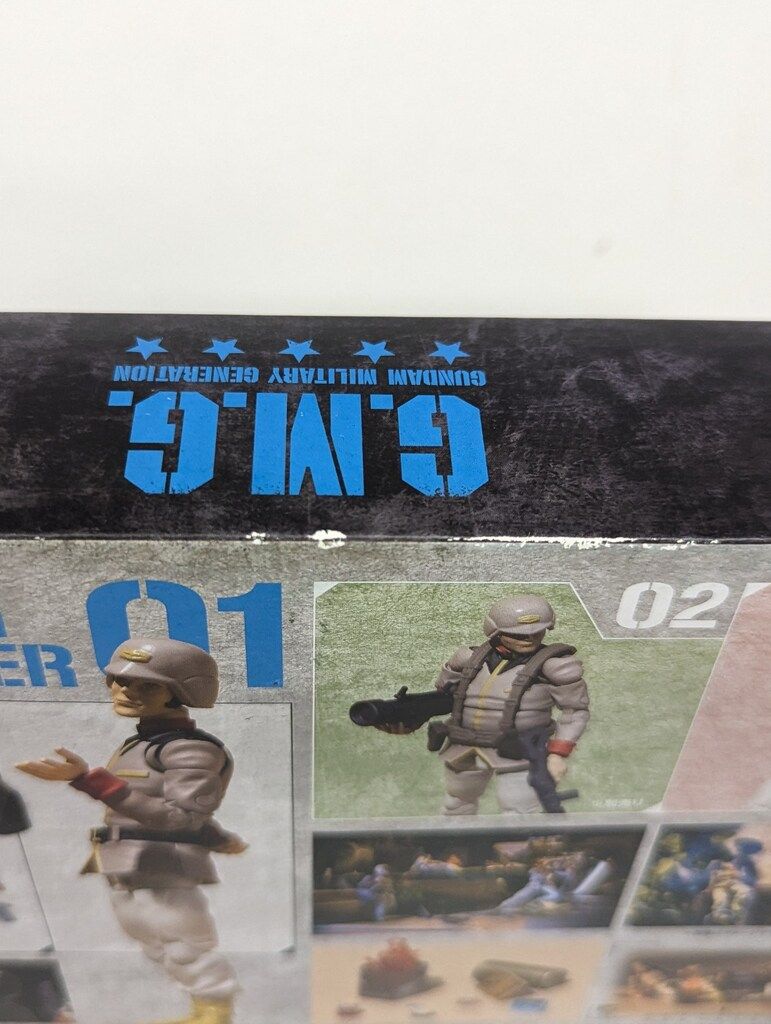 GUNDAM MILITARY GENERATION
G.M.G.
01
ER
02